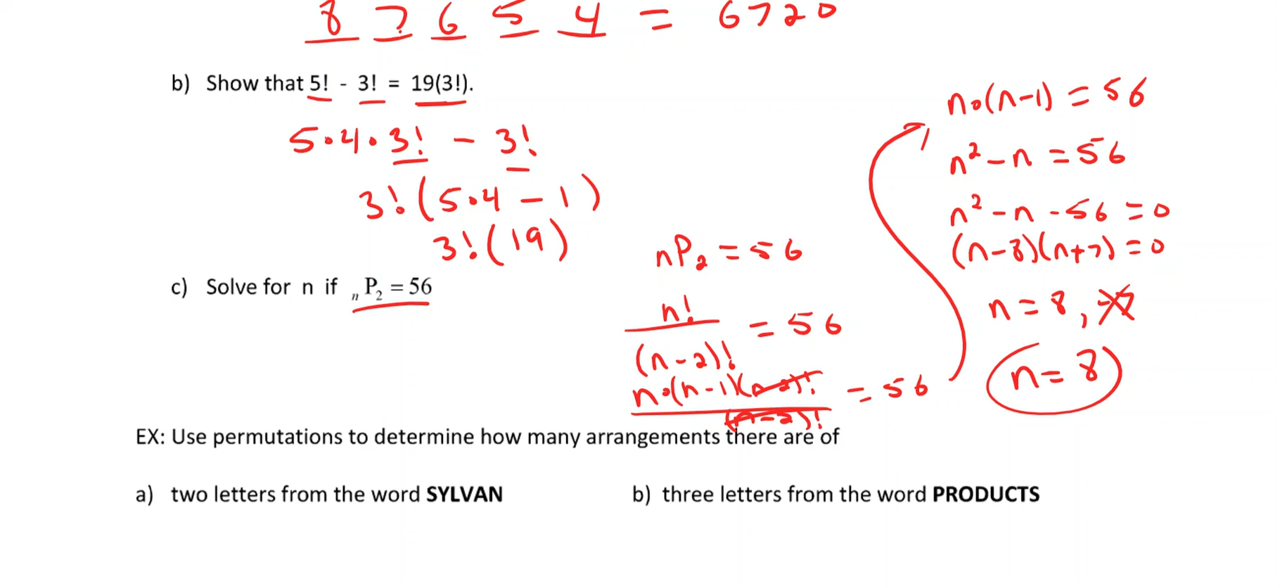 8 7 6 5 4 = 6720
b) Show that 5! - 3! = 19(3!).
5·4·3! - 3!
3!(5·4 - 1)
3!(19)
c) Solve for n if ₙP₂ = 56
nP₂ = 56
n!/(n-2)! = 56
n·(n-1)(n-2)!/(n-2)! = 56
n·(n-1) = 56
n² - n = 56
n² - n - 56 = 0
(n-8)(n+7) = 0
n = 8, -7
n = 8
EX: Use permutations to determine how many arrangements there are of
a) two letters from the word SYLVAN
b) three letters from the word PRODUCTS